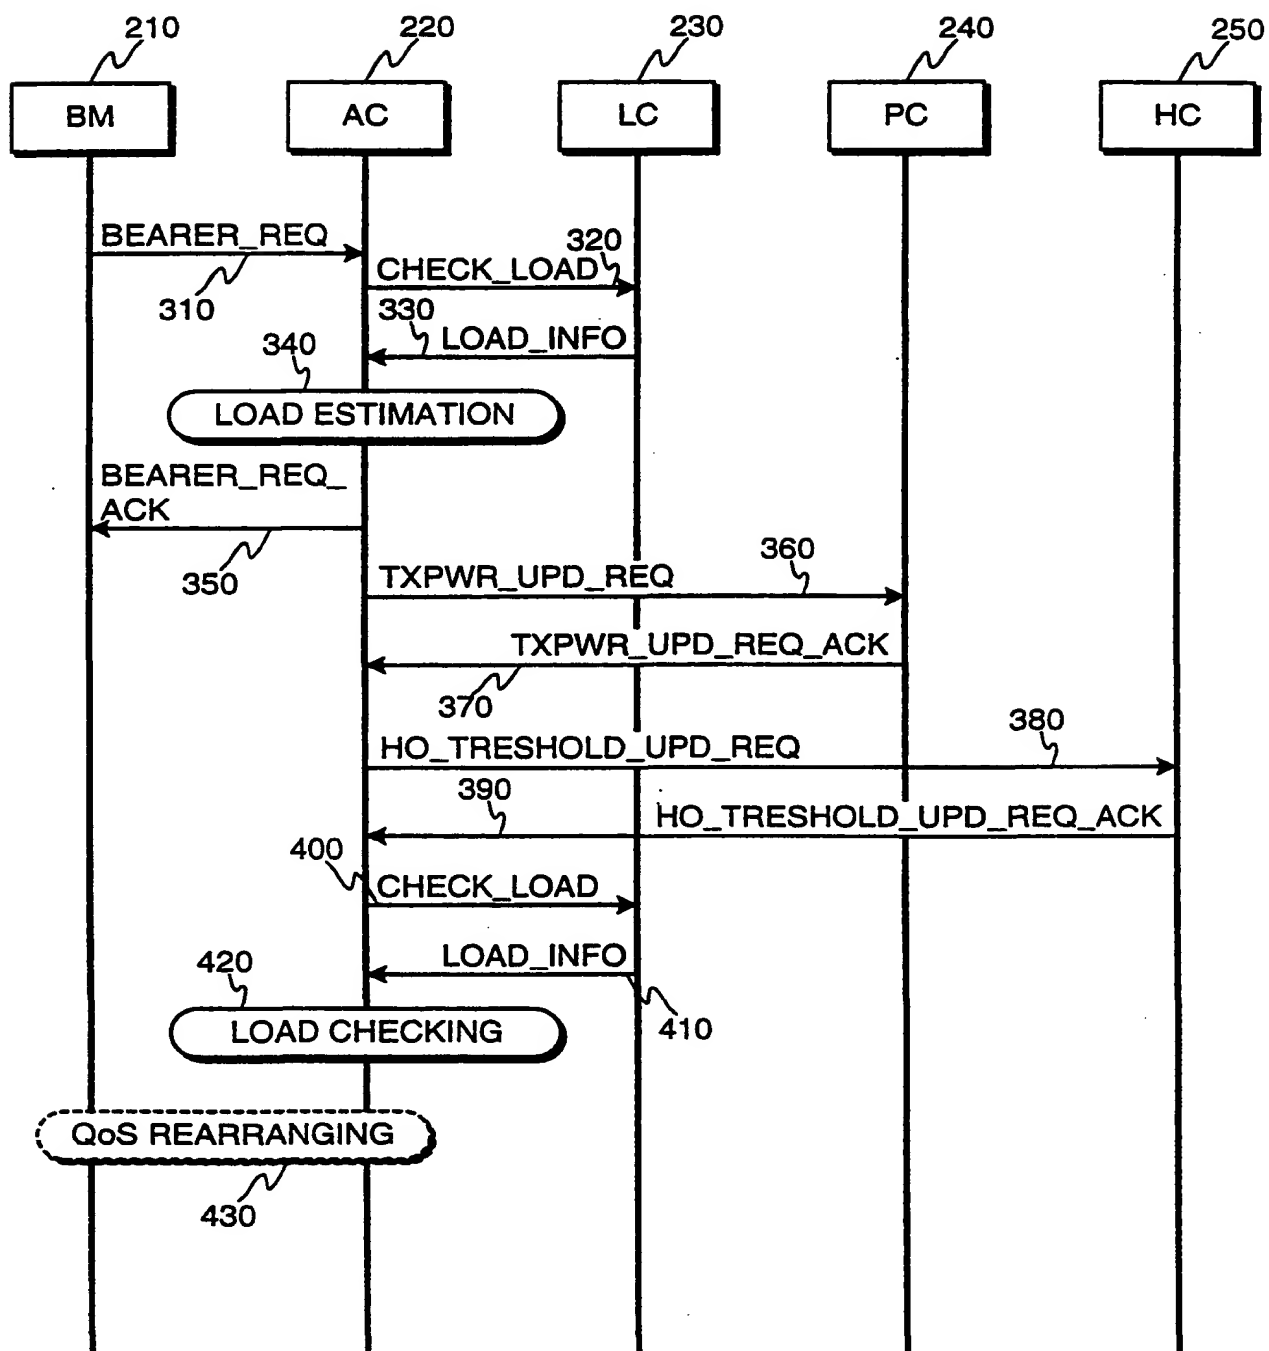 210
220
230
240
250
BM
AC
LC
PC
HC
BEARER_REQ
310
CHECK_LOAD
320
330
LOAD_INFO
340
LOAD ESTIMATION
BEARER_REQ_
ACK
350
TXPWR_UPD_REQ
360
TXPWR_UPD_REQ_ACK
370
HO_TRESHOLD_UPD_REQ
380
390
HO_TRESHOLD_UPD_REQ_ACK
400
CHECK_LOAD
LOAD_INFO
410
420
LOAD CHECKING
QoS REARRANGING
430